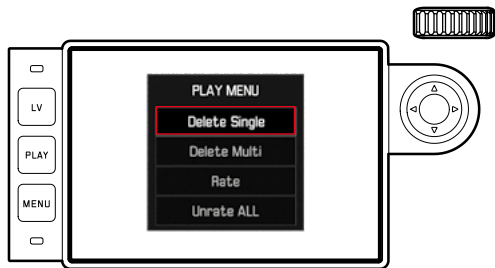 LV
PLAY
MENU
PLAY MENU
Delete Single
Delete Multi
Rate
Unrate ALL